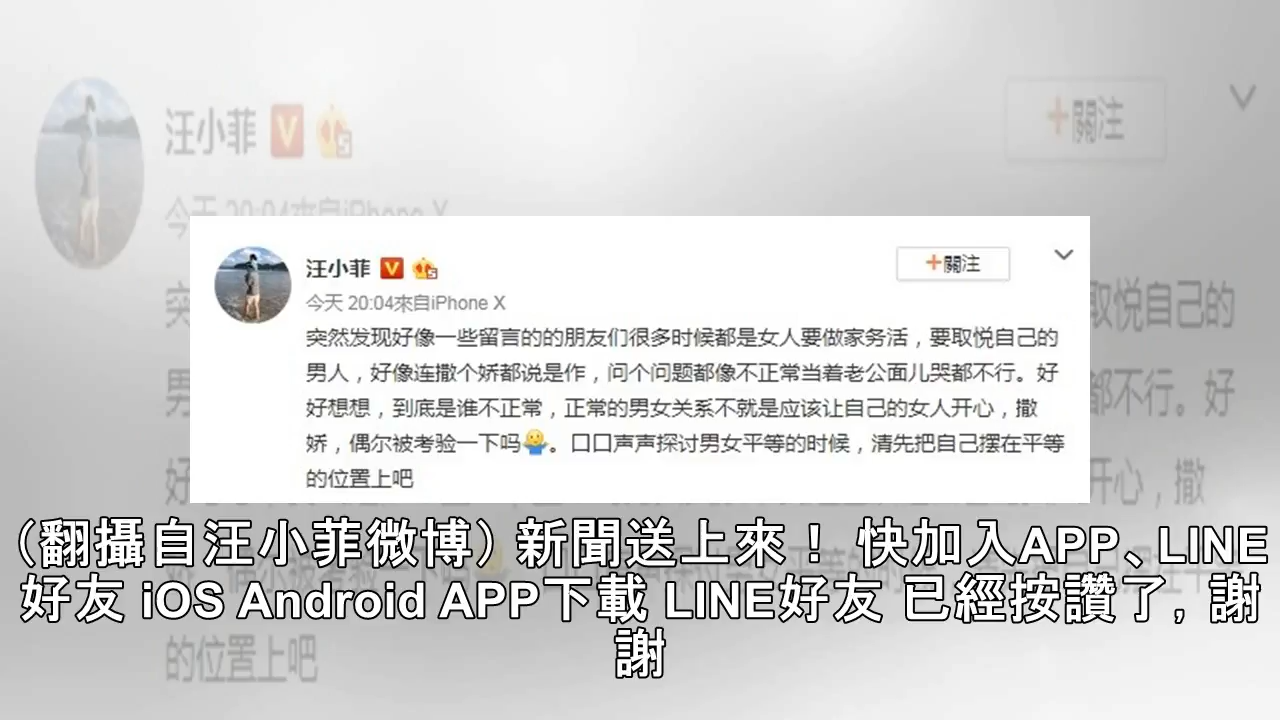 汪小菲
今天 20:04來自iPhone X
+關注
突然发现好像一些留言的的朋友们很多时候都是女人要做家务活，要取悦自己的
男人，好像连撒个娇都说是作，问个问题都像不正常当着老公面儿哭都不行。好
好想想，到底是谁不正常，正常的男女关系不就是应该让自己的女人开心，撒
娇，偶尔被考验一下吗🤷。口口声声探讨男女平等的时候，清先把自己摆在平等
的位置上吧
(翻攝自汪小菲微博) 新聞送上來！ 快加入APP、LINE
好友 iOS Android APP下載 LINE好友 已經按讚了, 謝
謝